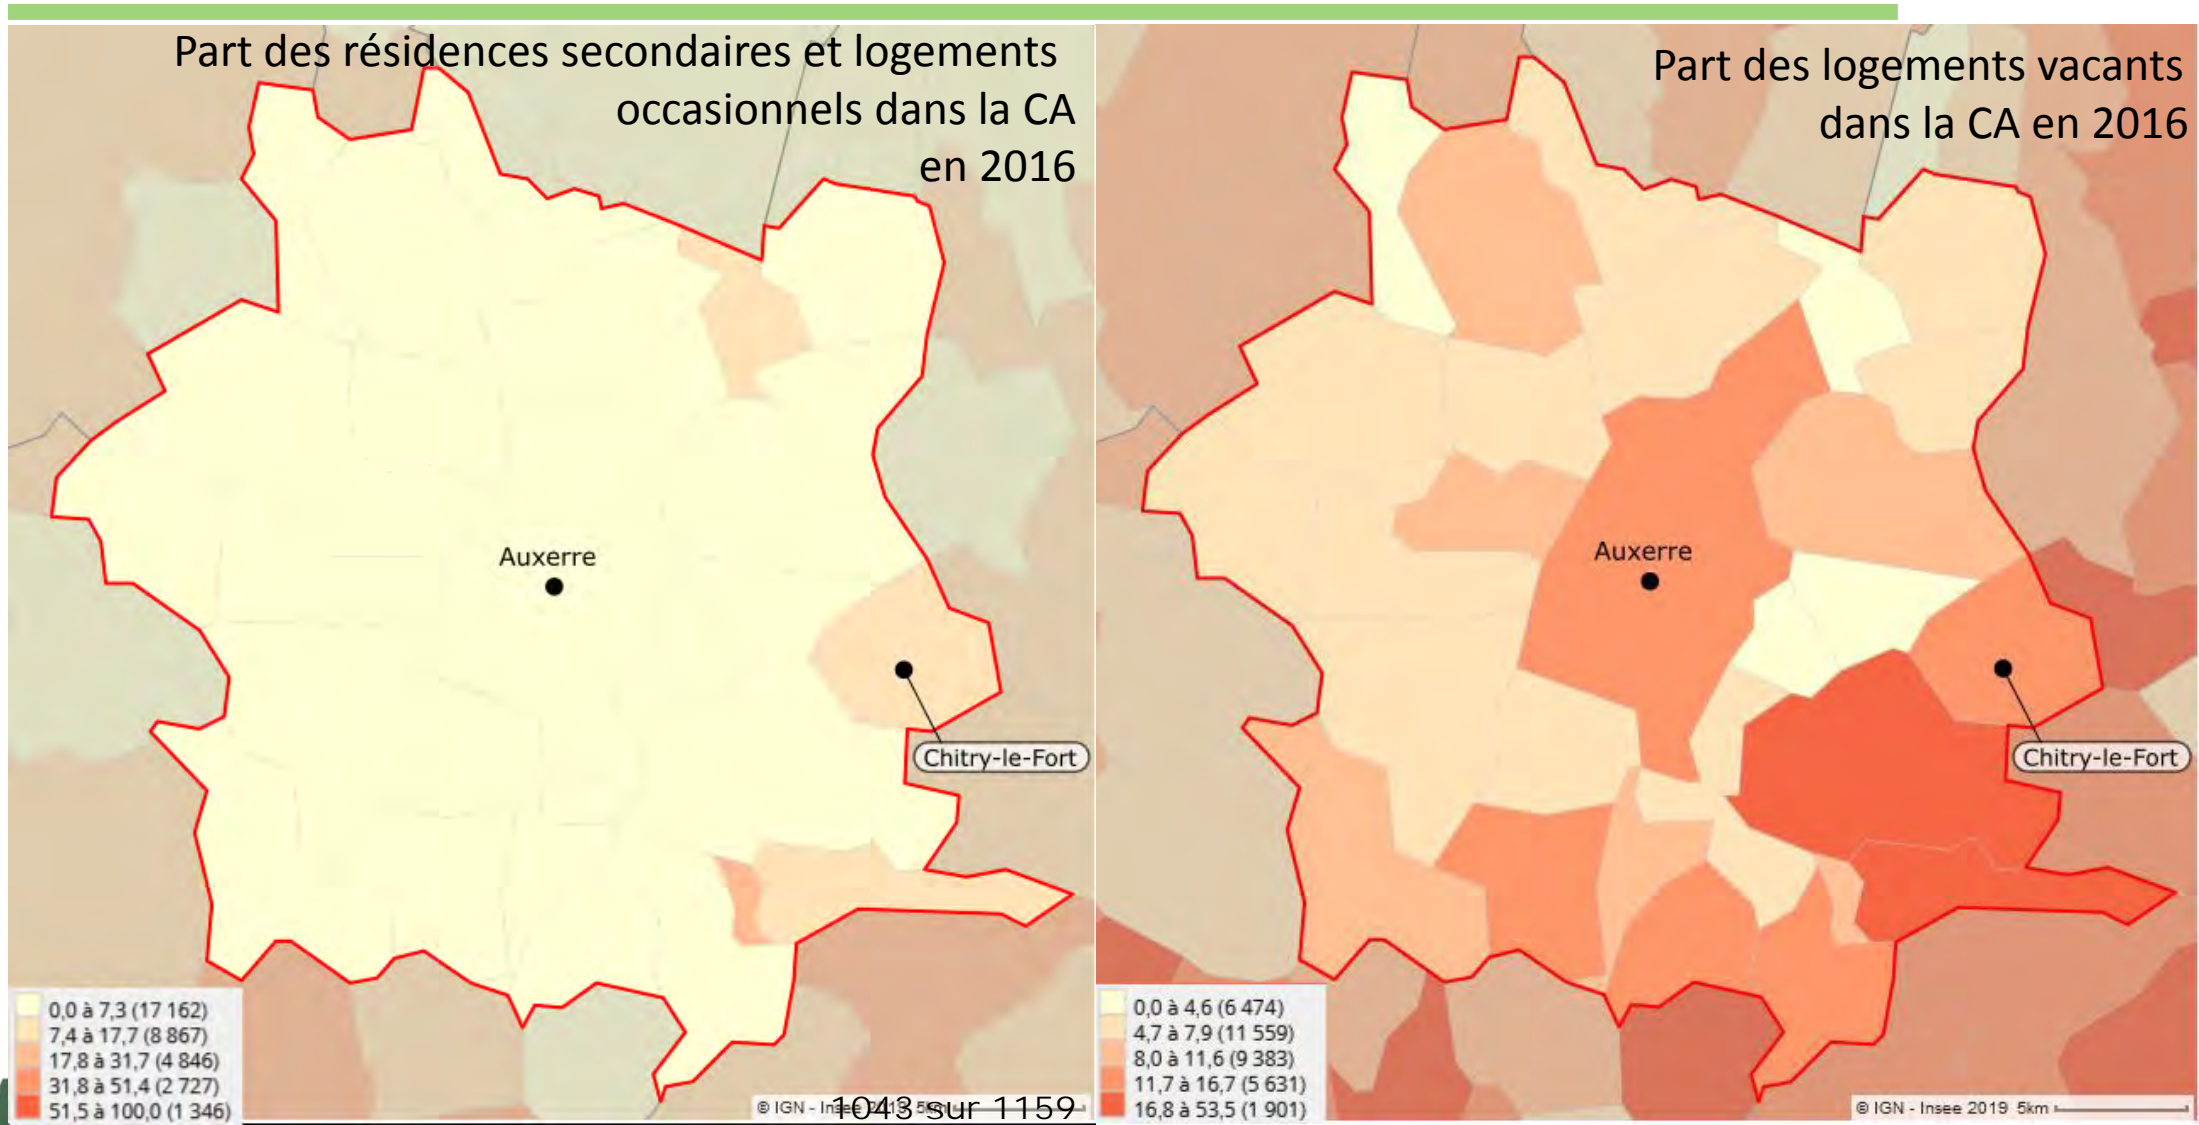 Part des résidences secondaires et logements
occasionnels dans la CA
en 2016
Auxerre
Chitry-le-Fort
0,0 à 7,3 (17 162)
7,4 à 17,7 (8 867)
17,8 à 31,7 (4 846)
31,8 à 51,4 (2 727)
51,5 à 100,0 (1 346)
© IGN - Insee 2019 5km
1043 sur 1159
Part des logements vacants
dans la CA en 2016
Auxerre
Chitry-le-Fort
0,0 à 4,6 (6 474)
4,7 à 7,9 (11 559)
8,0 à 11,6 (9 383)
11,7 à 16,7 (5 631)
16,8 à 53,5 (1 901)
© IGN - Insee 2019 5km